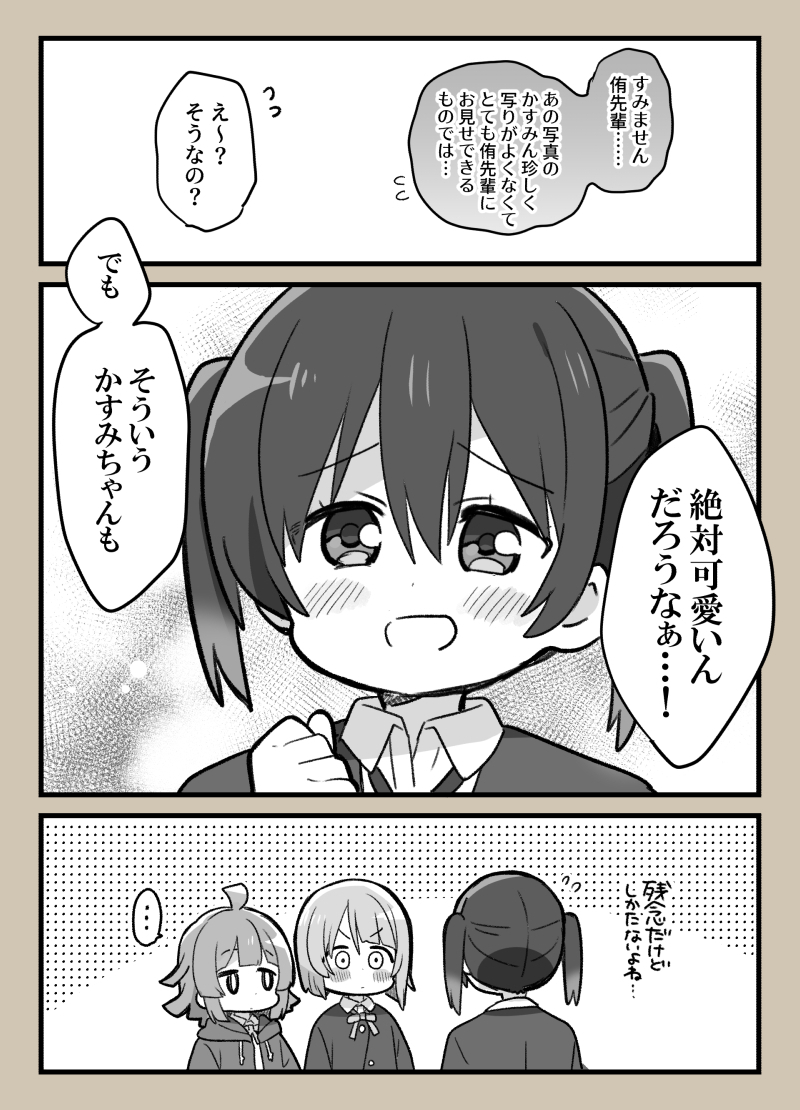 すみません
侑先輩……
あの写真の
かすみん珍しく
写りがよくなくて
とても侑先輩に
お見せできる
ものでは…
え～？
そうなの？
でも
そういう
かすみちゃんも
絶対可愛いん
だろうなぁ…！
残念だけど
しかたないよね…
…